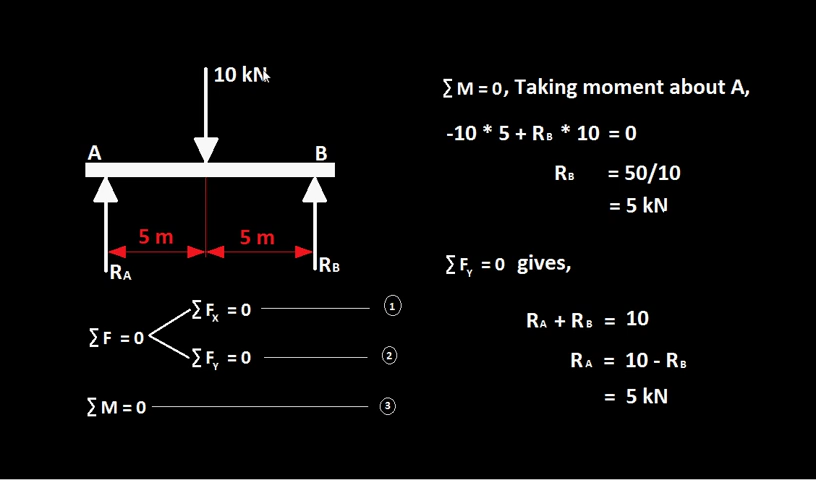 10 kN
A
B
5 m
5 m
RA
RB
∑ F = 0
∑ Fx = 0
1
∑ FY = 0
2
∑ M = 0
3
∑ M = 0, Taking moment about A,
-10 * 5 + RB * 10 = 0
RB = 50/10
= 5 kN
∑ FY = 0 gives,
RA + RB = 10
RA = 10 - RB
= 5 kN